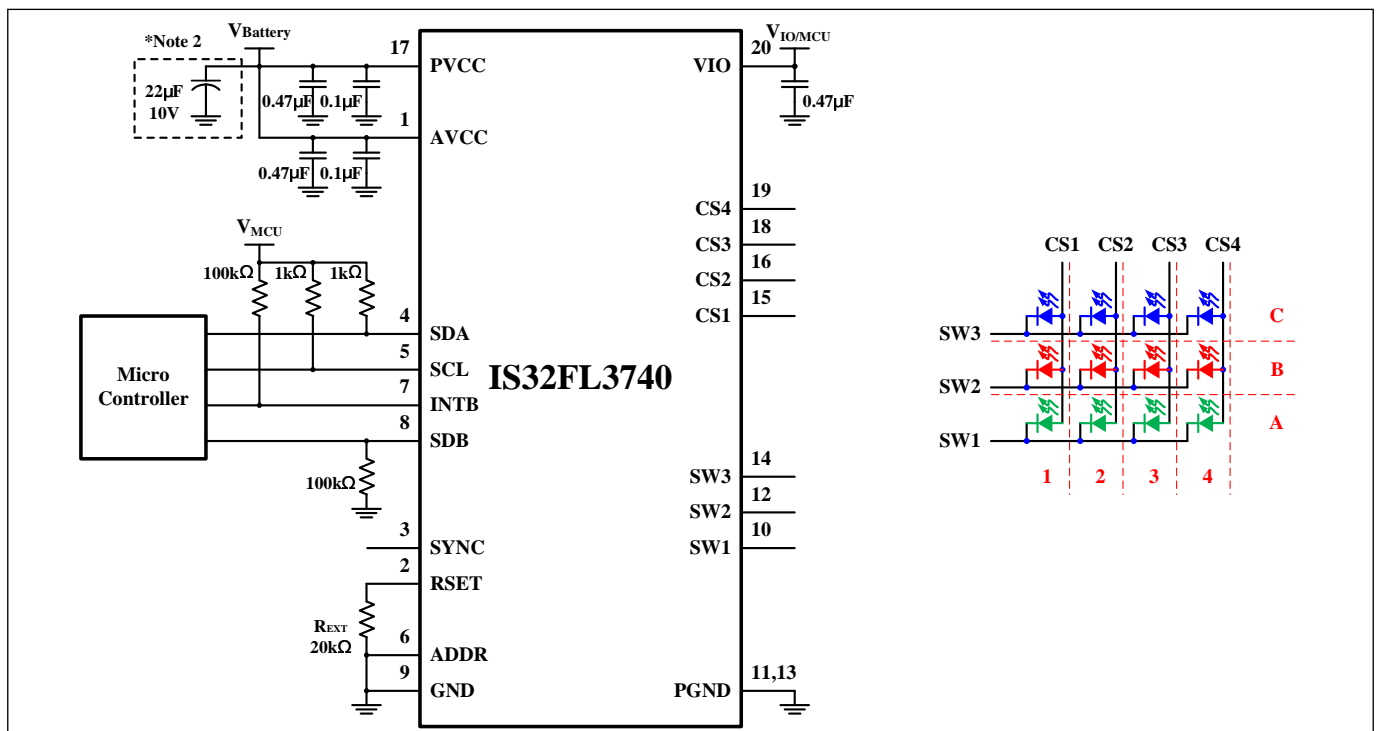 *Note 2
VBattery
22µF
10V
0.47µF
0.1µF
0.47µF
0.1µF
17
PVCC
1
AVCC
VMCU
100kΩ
1kΩ
1kΩ
Micro
Controller
4
SDA
5
SCL
7
INTB
8
SDB
100kΩ
3
SYNC
2
RSET
REXT
20kΩ
6
ADDR
9
GND
IS32FL3740
VIO/MCU
20
VIO
0.47µF
19
CS4
18
CS3
16
CS2
15
CS1
14
SW3
12
SW2
10
SW1
11,13
PGND
CS1 CS2 CS3 CS4
SW3
C
SW2
B
SW1
A
1 2 3 4